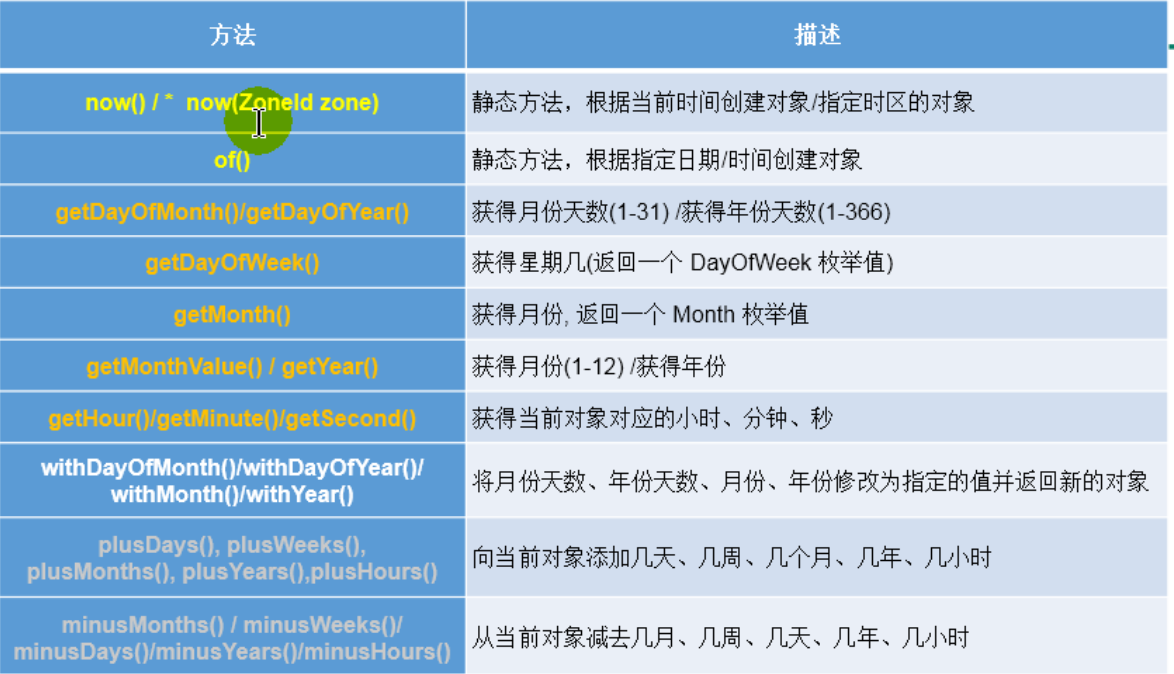 方法
描述
now() / * now(ZoneId zone)
静态方法，根据当前时间创建对象/指定时区的对象
of()
静态方法，根据指定日期/时间创建对象
getDayOfMonth()/getDayOfYear()
获得月份天数(1-31) /获得年份天数(1-366)
getDayOfWeek()
获得星期几(返回一个 DayOfWeek 枚举值)
getMonth()
获得月份, 返回一个 Month 枚举值
getMonthValue() / getYear()
获得月份(1-12) /获得年份
getHour()/getMinute()/getSecond()
获得当前对象对应的小时、分钟、秒
withDayOfMonth()/withDayOfYear()/
withMonth()/withYear()
将月份天数、年份天数、月份、年份修改为指定的值并返回新的对象
plusDays(), plusWeeks(),
plusMonths(), plusYears(),plusHours()
向当前对象添加几天、几周、几个月、几年、几小时
minusMonths() / minusWeeks()/
minusDays()/minusYears()/minusHours()
从当前对象减去几月、几周、几天、几年、几小时